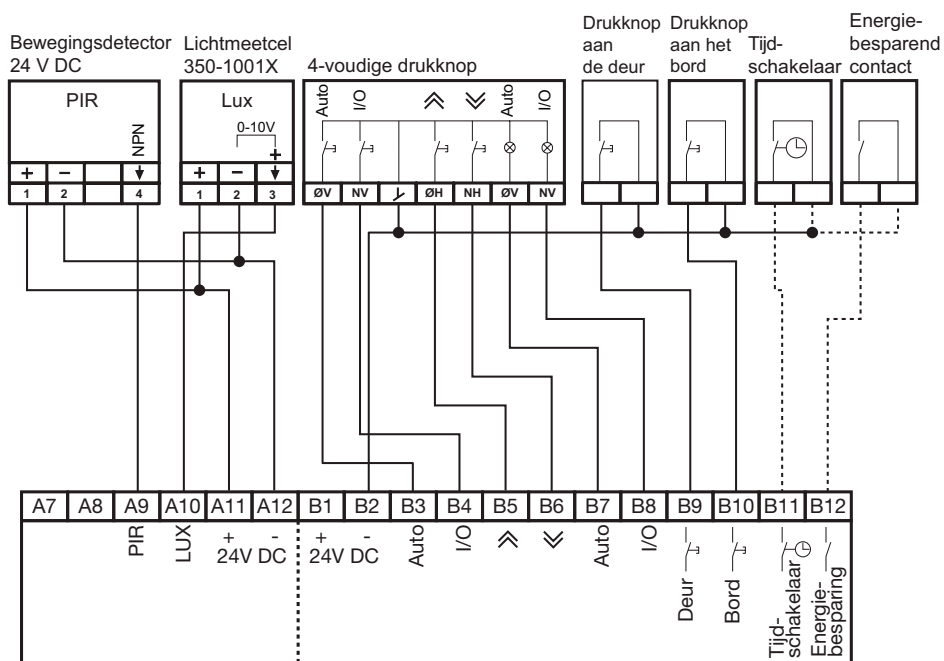 Bewegingsdetector
24 V DC
Lichtmeetcel
350-1001X
4-voudige drukknop
Drukknop
aan
de deur
Drukknop
aan het
bord
Tijd-
schakelaar
Energie-
besparend
contact
PIR
NPN
+ −
1 2 4
Lux
0-10V
+
+ −
1 2 3
Auto I/O Auto I/O
ØV NV ØH NH ØV NV
A7 A8 A9 A10 A11 A12 B1 B2 B3 B4 B5 B6 B7 B8 B9 B10 B11 B12
PIR
LUX
+ -
24V DC
+ -
24V DC
Auto
I/O
Auto
I/O
Deur
Bord
Tijd-
schakelaar
Energie-
besparing